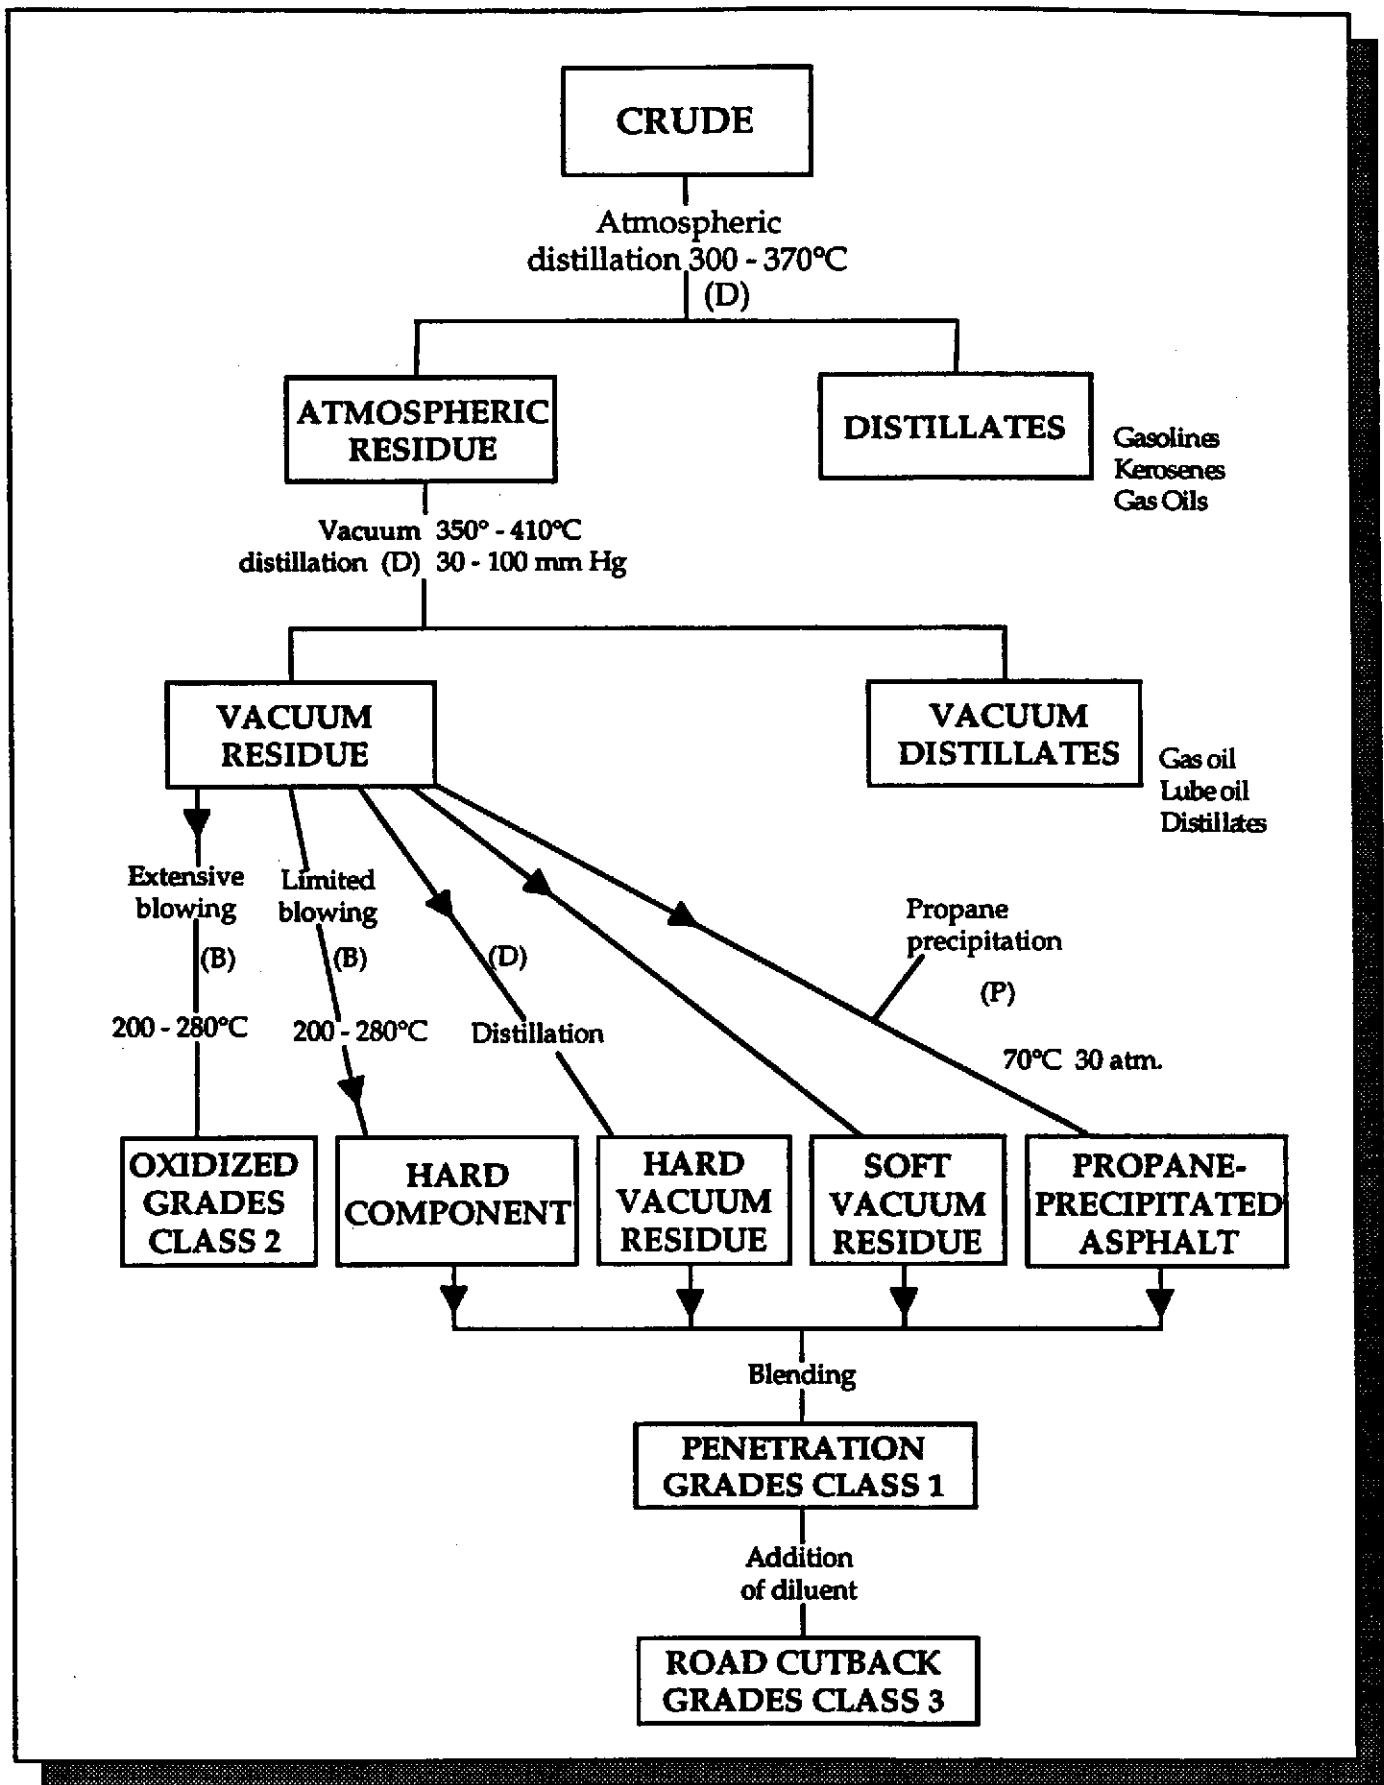 CRUDE
Atmospheric
distillation 300 - 370°C
(D)
ATMOSPHERIC
RESIDUE
DISTILLATES
Gasolines
Kerosenes
Gas Oils
Vacuum 350° - 410°C
distillation (D) 30 - 100 mm Hg
VACUUM
RESIDUE
VACUUM
DISTILLATES
Gas oil
Lube oil
Distillates
Extensive
blowing
(B)
200 - 280°C
Limited
blowing
(B)
200 - 280°C
(D)
Distillation
Propane
precipitation
(P)
70°C 30 atm.
OXIDIZED
GRADES
CLASS 2
HARD
COMPONENT
HARD
VACUUM
RESIDUE
SOFT
VACUUM
RESIDUE
PROPANE-
PRECIPITATED
ASPHALT
Blending
PENETRATION
GRADES CLASS 1
Addition
of diluent
ROAD CUTBACK
GRADES CLASS 3